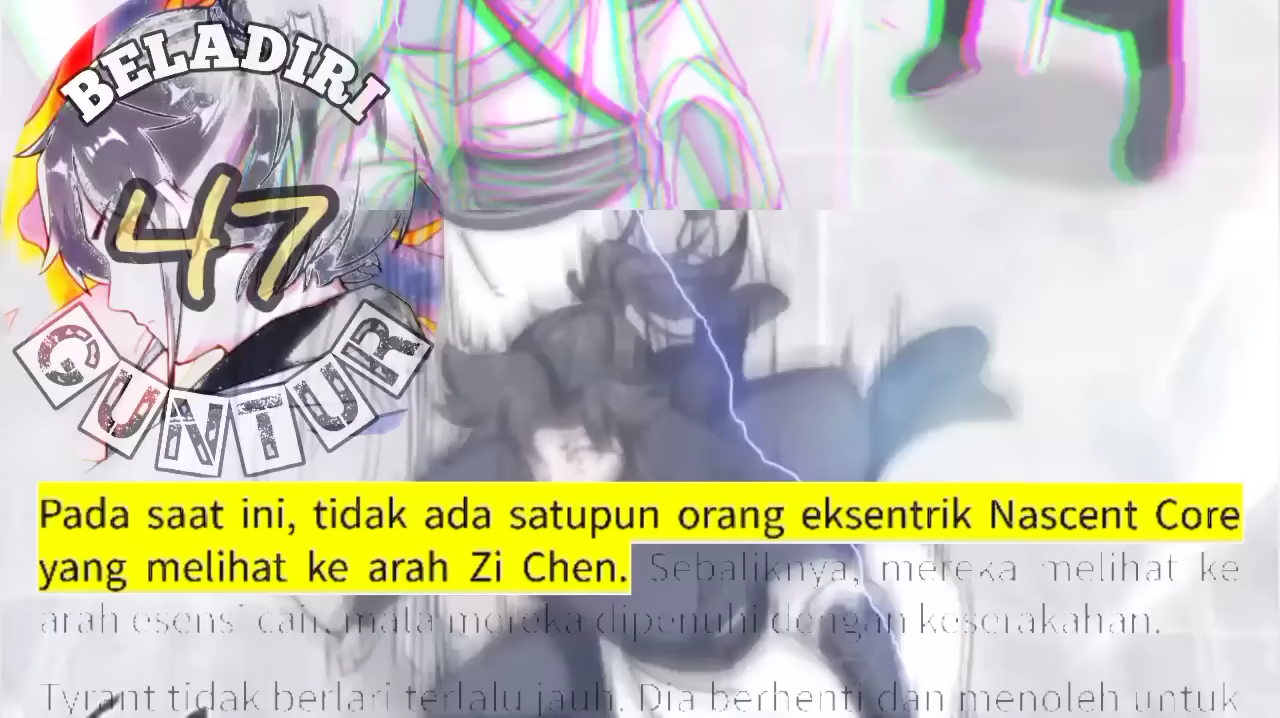 BELADIRI
47
GUNTUR
Pada saat ini, tidak ada satupun orang eksentrik Nascent Core
yang melihat ke arah Zi Chen. Sebaliknya, mereka melihat ke
arah esensi cair, mata mereka dipenuhi dengan keserakahan.
Tyrant tidak berlari terlalu jauh. Dia berhenti dan menoleh untuk